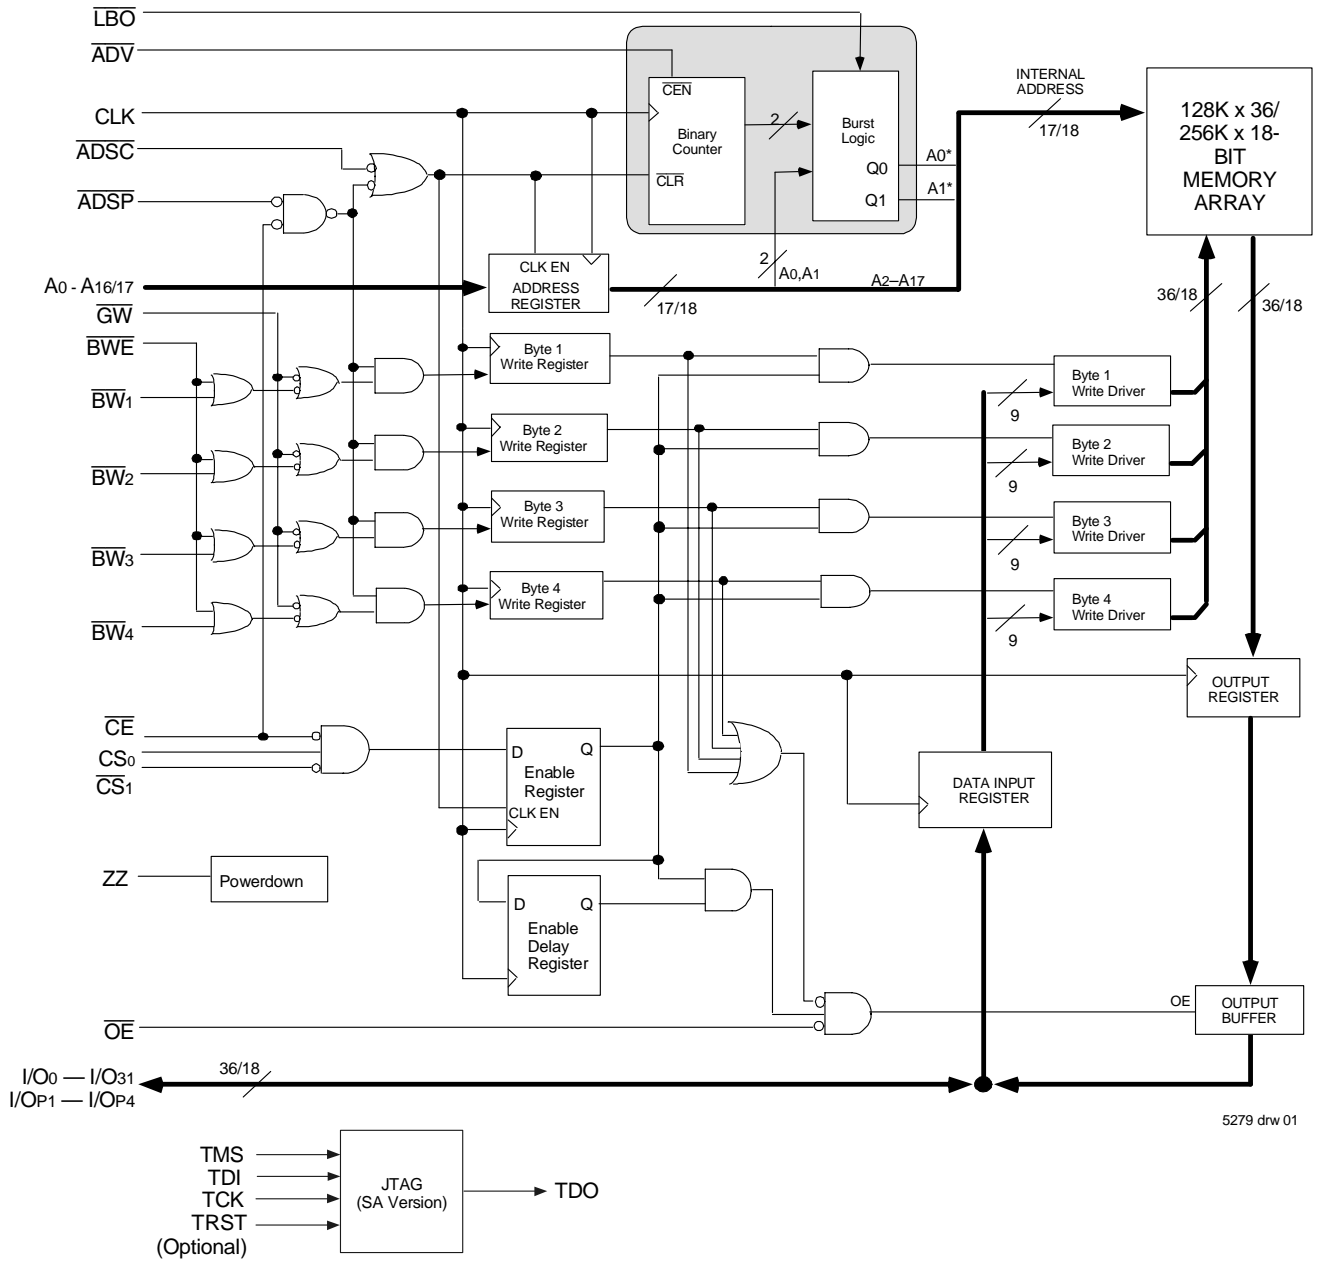 LBO
ADV
CLK
ADSC
ADSP
A0 - A16/17
GW
BWE
BW1
BW2
BW3
BW4
CE
CS0
CS1
ZZ
Powerdown
OE
I/O0 — I/O31
I/OP1 — I/OP4
36/18
CEN
Binary
Counter
CLR
2
Burst
Logic
Q0
Q1
A0*
A1*
2
A0,A1
A2–A17
INTERNAL
ADDRESS
17/18
128K x 36/
256K x 18-
BIT
MEMORY
ARRAY
CLK EN
ADDRESS
REGISTER
17/18
36/18
36/18
Byte 1
Write Register
Byte 2
Write Register
Byte 3
Write Register
Byte 4
Write Register
9
Byte 1
Write Driver
9
Byte 2
Write Driver
9
Byte 3
Write Driver
9
Byte 4
Write Driver
OUTPUT
REGISTER
D
Q
Enable
Register
CLK EN
DATA INPUT
REGISTER
D
Q
Enable
Delay
Register
OE
OUTPUT
BUFFER
5279 drw 01
TMS
TDI
TCK
TRST
(Optional)
JTAG
(SA Version)
TDO